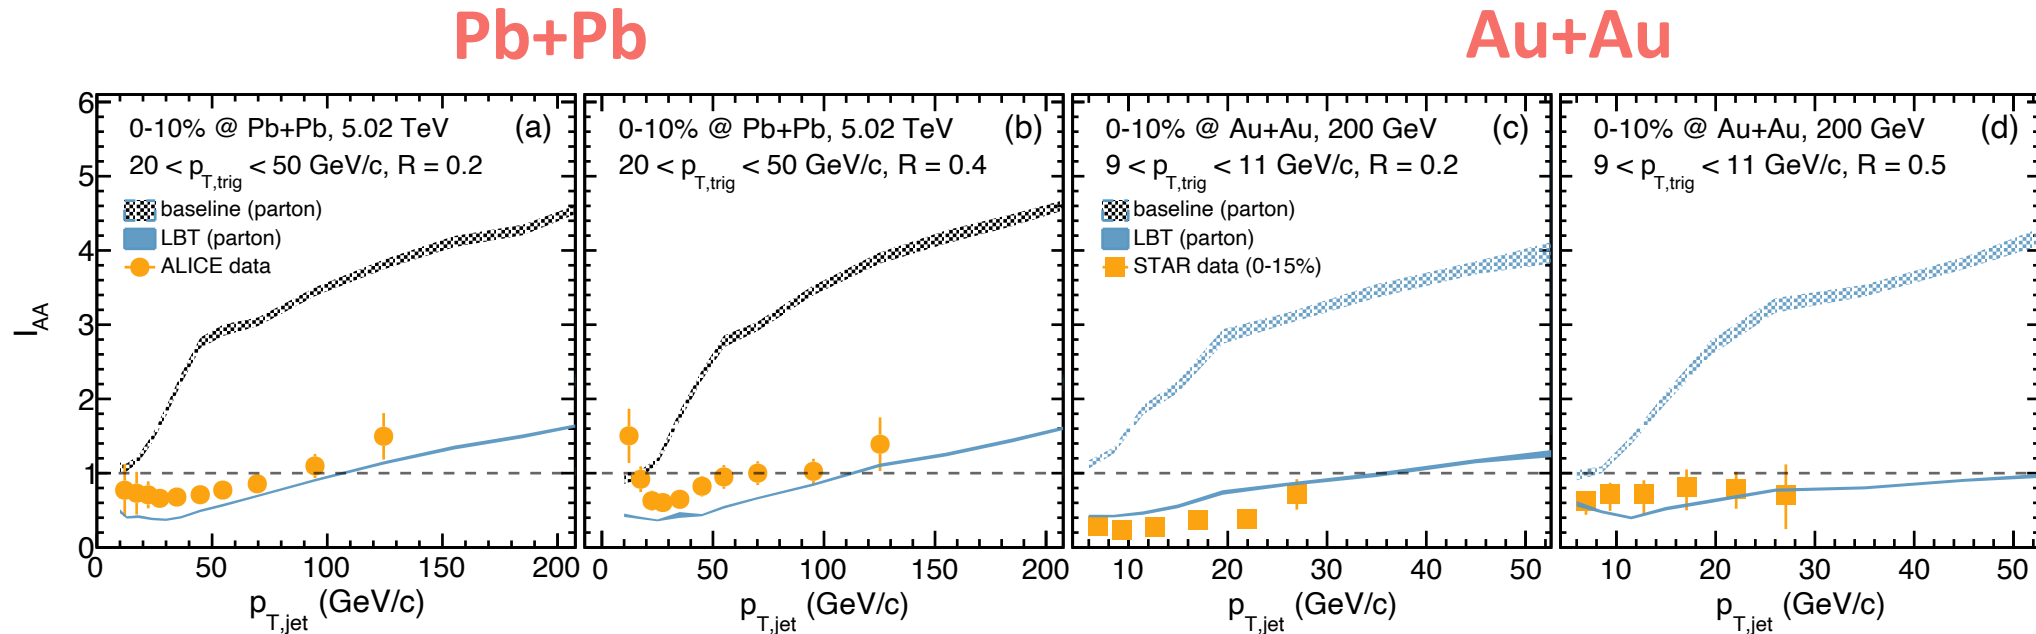 Pb+Pb
Au+Au
0-10% @ Pb+Pb, 5.02 TeV (a)
20 < p_T,trig < 50 GeV/c, R = 0.2
baseline (parton)
LBT (parton)
ALICE data
0-10% @ Pb+Pb, 5.02 TeV (b)
20 < p_T,trig < 50 GeV/c, R = 0.4
0-10% @ Au+Au, 200 GeV (c)
9 < p_T,trig < 11 GeV/c, R = 0.2
baseline (parton)
LBT (parton)
STAR data (0-15%)
0-10% @ Au+Au, 200 GeV (d)
9 < p_T,trig < 11 GeV/c, R = 0.5
I_AA
6
5
4
3
2
1
0
0 50 100 150 200
0 50 100 150 200
10 20 30 40 50
10 20 30 40 50
p_T,jet (GeV/c)
p_T,jet (GeV/c)
p_T,jet (GeV/c)
p_T,jet (GeV/c)